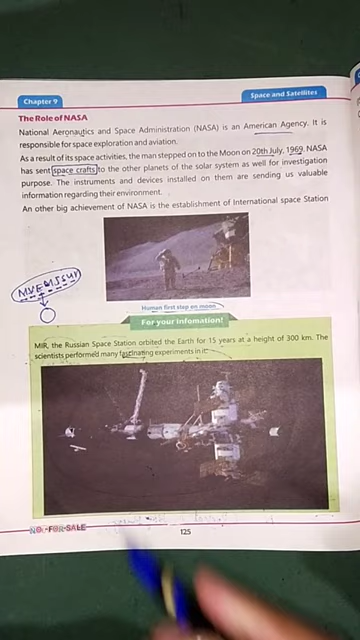 Chapter 9
Space and Satellites
The Role of NASA
National Aeronautics and Space Administration (NASA) is an American Agency. It is
responsible for space exploration and aviation.
As a result of its space activities, the man stepped on to the Moon on 20th July, 1969. NASA
has sent space crafts to the other planets of the solar system as well for investigation
purpose. The instruments and devices installed on them are sending us valuable
information regarding their environment.
An other big achievement of NASA is the establishment of International space Station
Human first step on moon
For your Infomation!
MIR, the Russian Space Station orbited the Earth for 15 years at a height of 300 km. The
scientists performed many fascinating experiments in it.
NOT FOR SALE
125